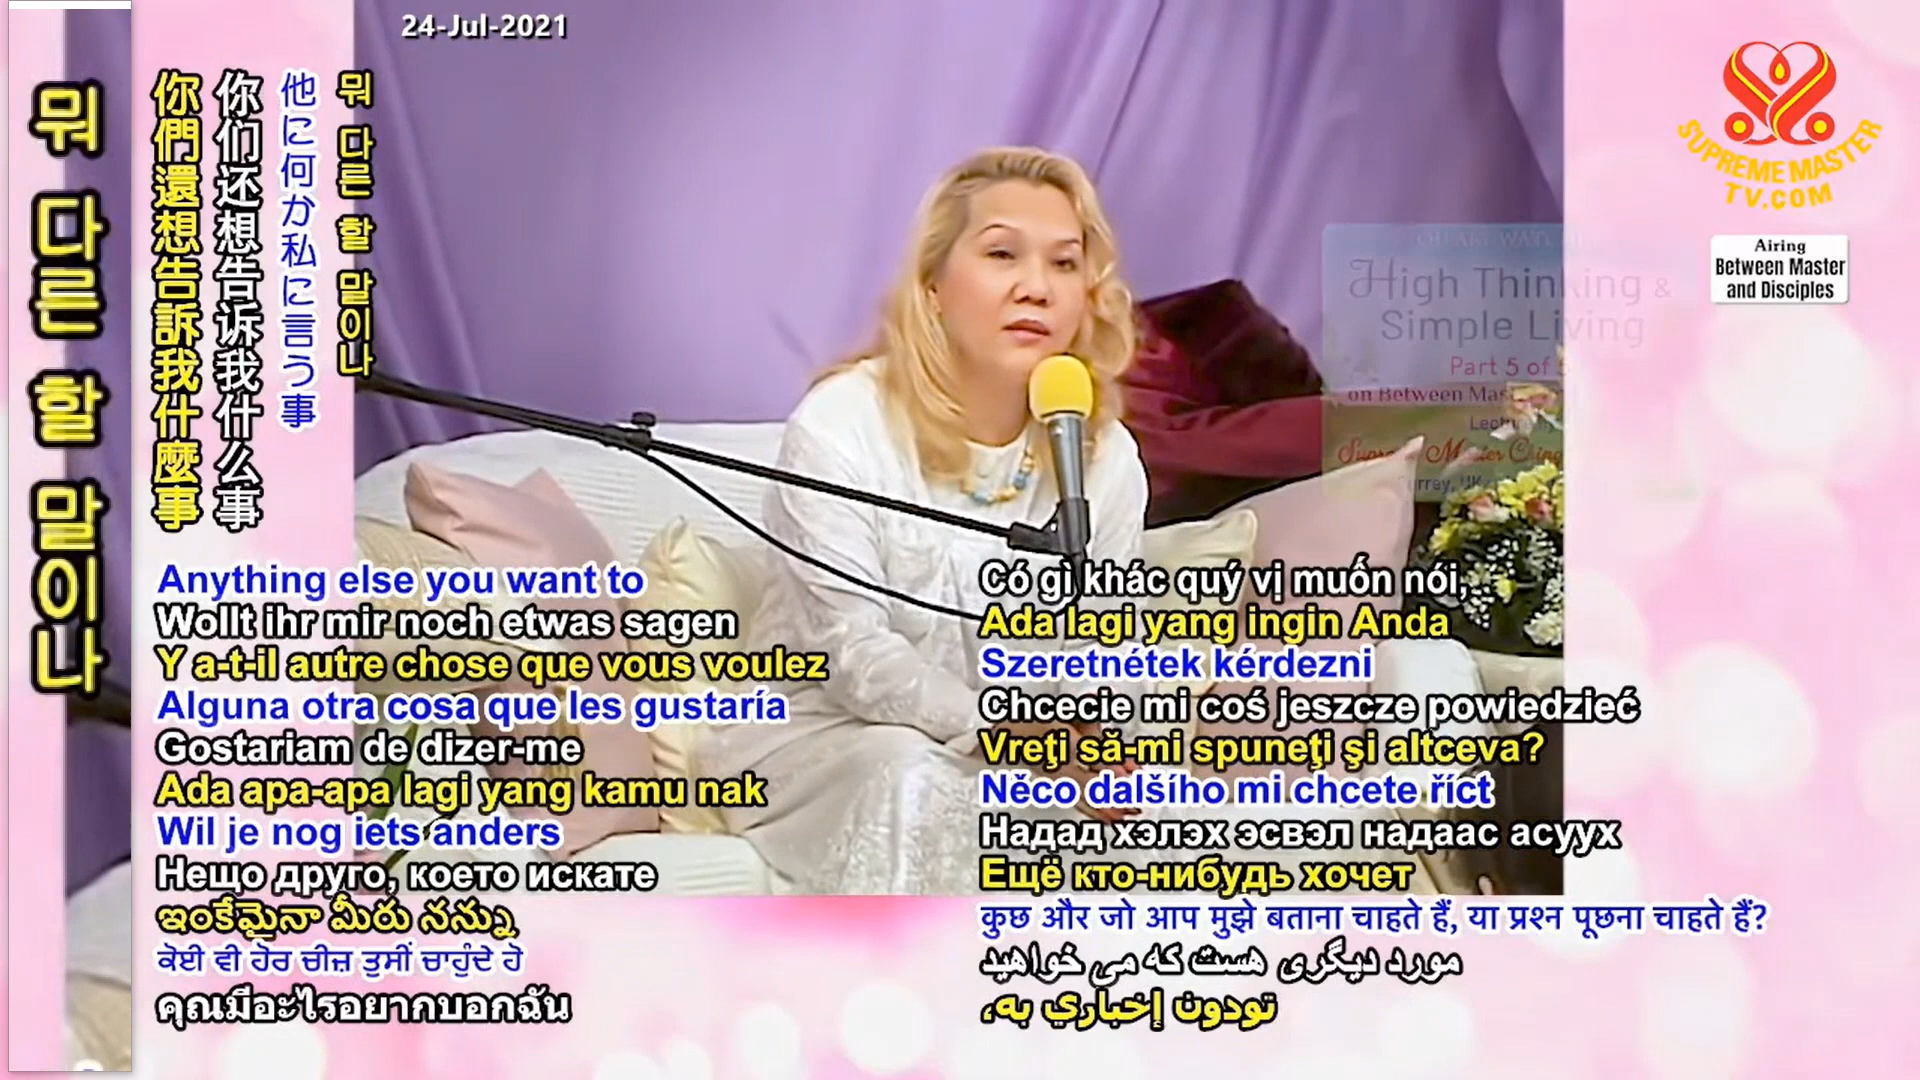 24-Jul-2021
뭐 다른 할 말이나
你們還想告訴我什麼事
你们还想告诉我什么事
他に何か私に言う事
뭐 다른 할 말이나
SUPREME MASTER
TV.COM
Airing
Between Master
and Disciples
High Thinking &
Simple Living
Part 5 of 5
on Between Mas
Anything else you want to
Wollt ihr mir noch etwas sagen
Y a-t-il autre chose que vous voulez
Alguna otra cosa que les gustaría
Gostariam de dizer-me
Ada apa-apa lagi yang kamu nak
Wil je nog iets anders
Нещо друго, което искате
ఇంకేమైనా మీరు నన్ను
ਕੋਈ ਵੀ ਹੋਰ ਚੀਜ਼ ਤੁਸੀਂ ਚਾਹੁੰਦੇ ਹੋ
คุณมีอะไรอยากบอกฉัน
Có gì khác quý vị muốn nói,
Ada lagi yang ingin Anda
Szeretnétek kérdezni
Chcecie mi coś jeszcze powiedzieć
Vreţi să-mi spuneţi şi altceva?
Něco dalšího mi chcete říct
Надад хэлэх эсвэл надаас асуух
Ещё кто-нибудь хочет
कुछ और जो आप मुझे बताना चाहते हैं, या प्रश्न पूछना चाहते हैं?
مورد دیگری هست که می خواهید
تودون إخباري به،